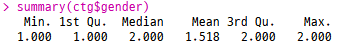 > summary(ctg$gender)
Min. 1st Qu. Median Mean 3rd Qu. Max.
1.000 1.000 2.000 1.518 2.000 2.000